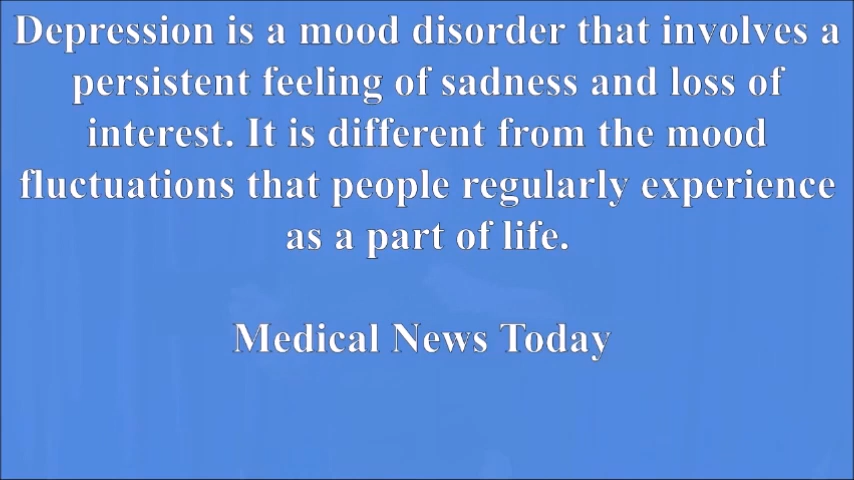 Depression is a mood disorder that involves a
persistent feeling of sadness and loss of
interest. It is different from the mood
fluctuations that people regularly experience
as a part of life.
Medical News Today